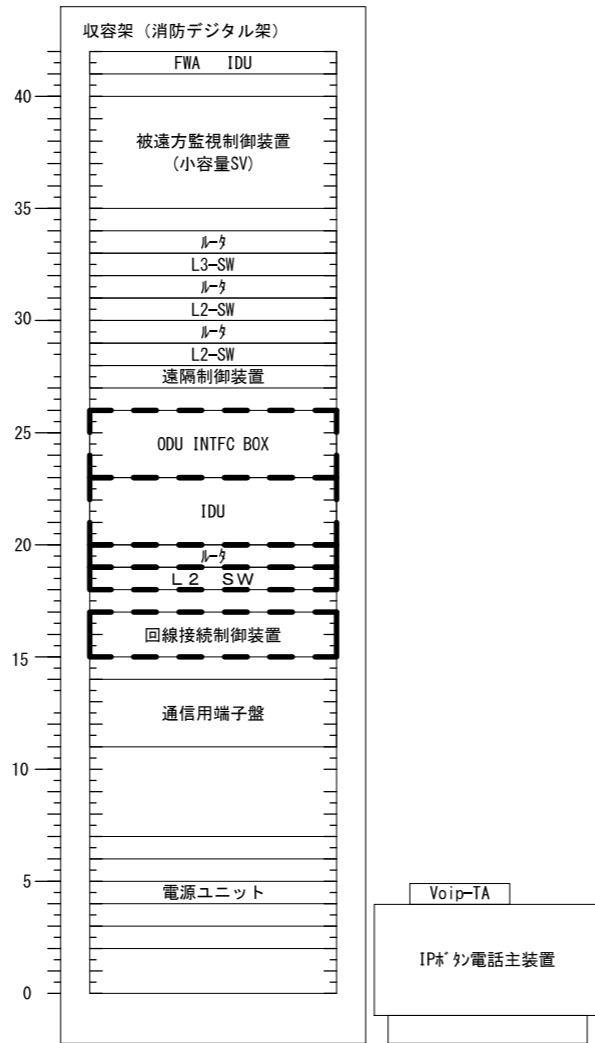 収容架（消防デジタル架）
FWA IDU
40
被遠方監視制御装置
(小容量SV)
35
ﾙｰﾀ
L3-SW
ﾙｰﾀ
30
L2-SW
ﾙｰﾀ
L2-SW
遠隔制御装置
25
ODU INTFC BOX
IDU
20
ﾙｰﾀ
Ｌ２　ＳＷ
回線接続制御装置
15
通信用端子盤
10
5
電源ユニット
Voip-TA
IPﾎﾞﾀﾝ電話主装置
0